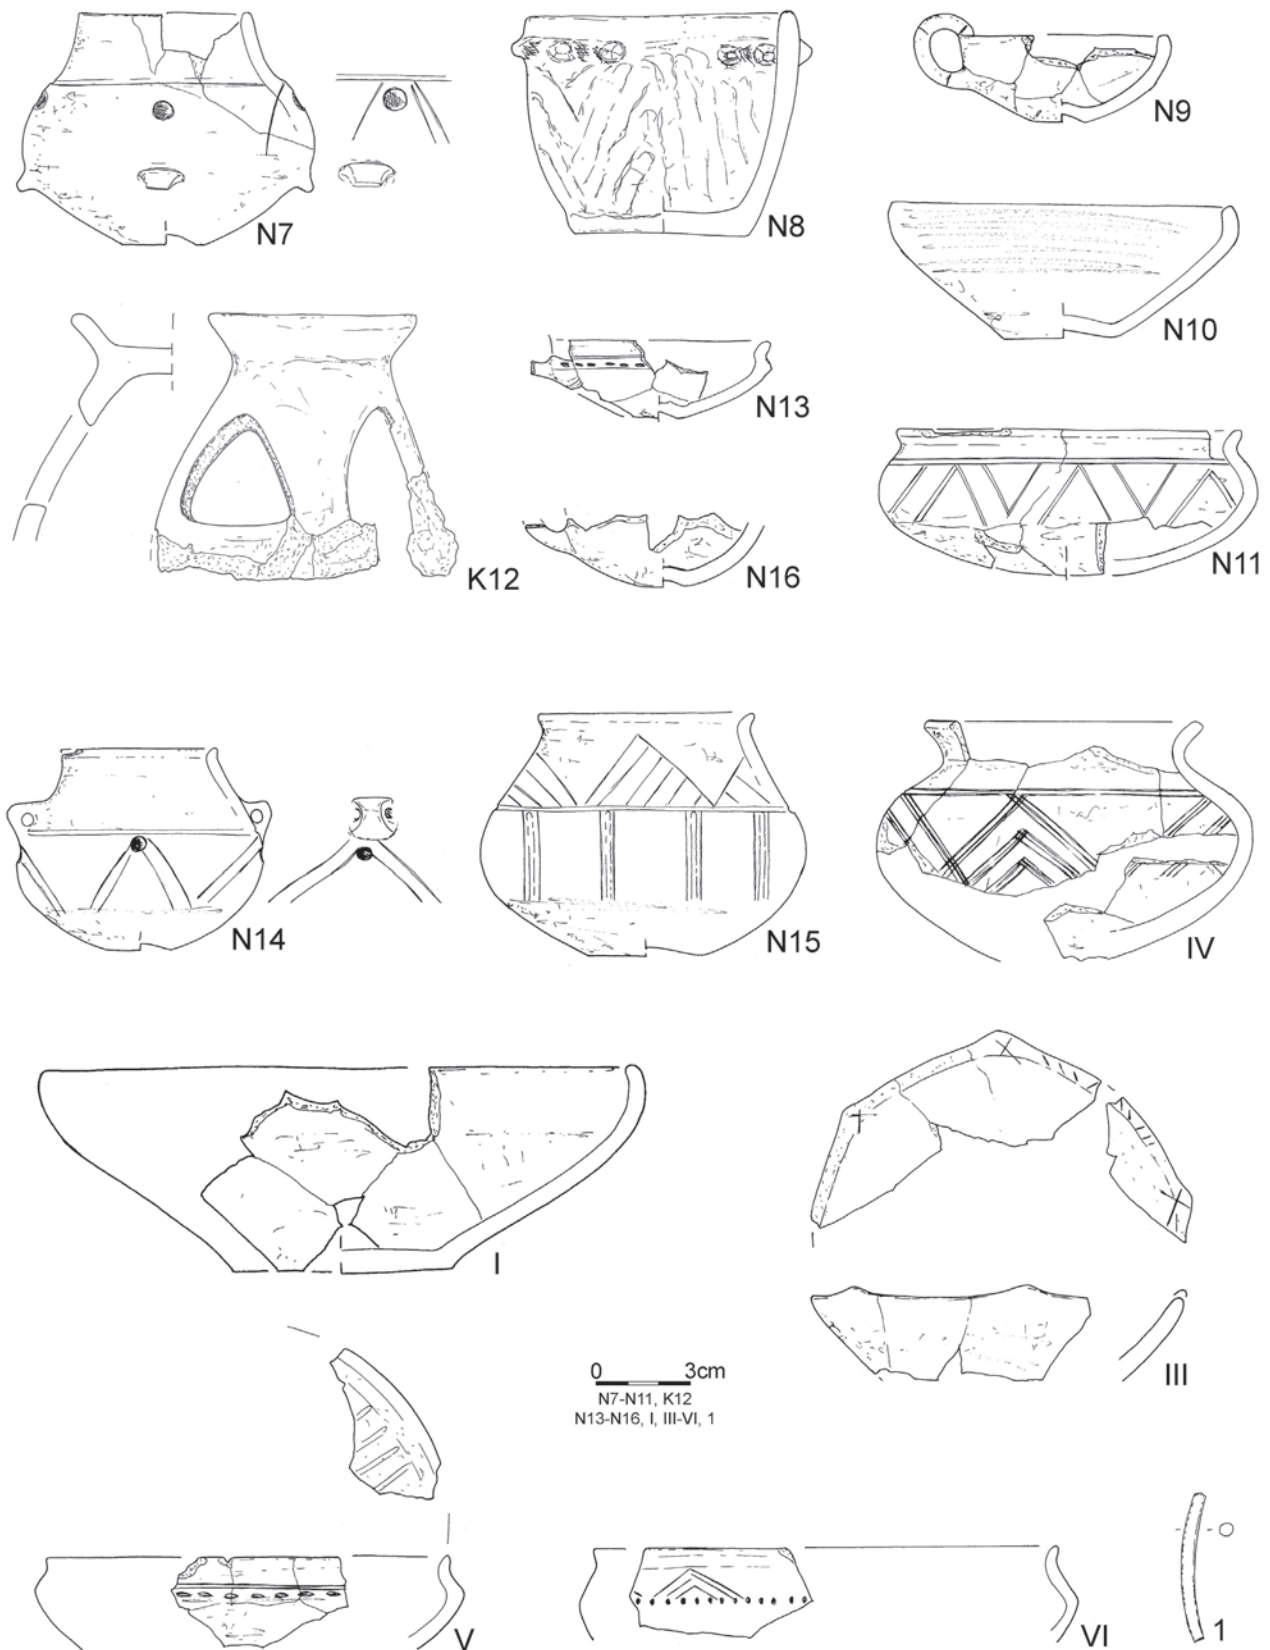 N7
N8
N9
N10
K12
N13
N16
N11
N14
N15
IV
I
III
0 3cm
N7-N11, K12
N13-N16, I, III-VI, 1
V
VI
1